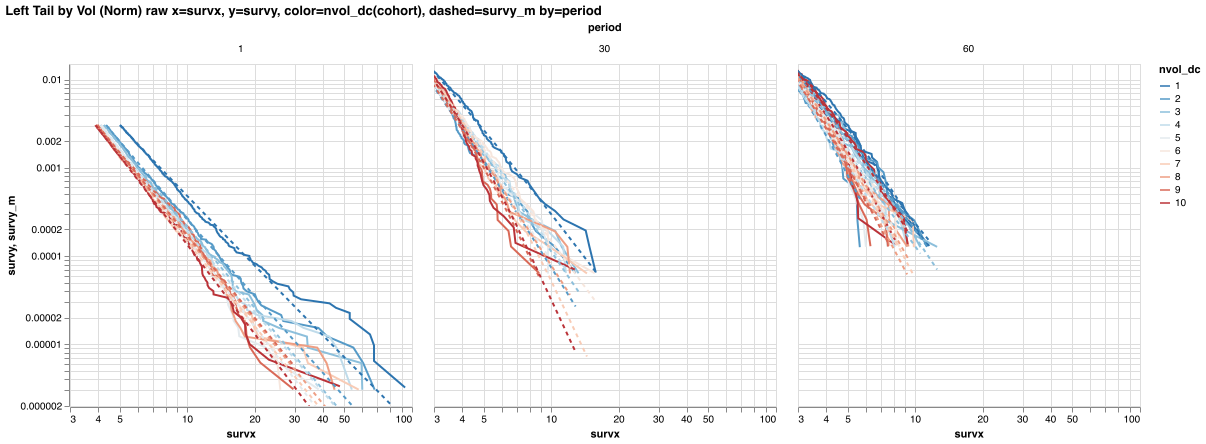 Left Tail by Vol (Norm) raw x=survx, y=survy, color=nvol_dc(cohort), dashed=survy_m by=period
period
1 30 60
nvol_dc
1
2
3
4
5
6
7
8
9
10
survy, survy_m
0.01
0.002
0.001
0.0002
0.0001
0.00002
0.00001
0.000002
3 4 5 10 20 30 40 50 100 3 4 5 10 20 30 40 50 100 3 4 5 10 20 30 40 50 100
survx survx survx